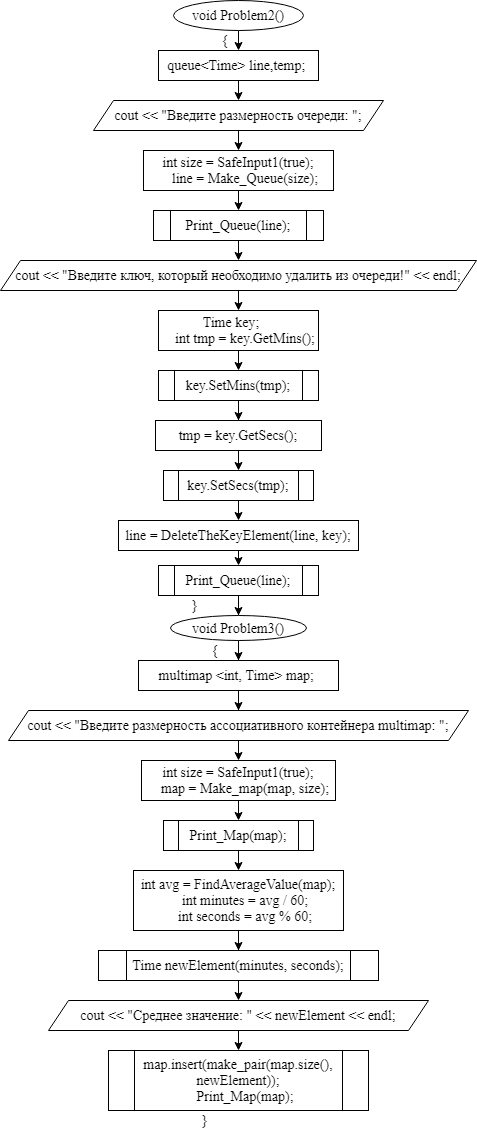 void Problem2()
{
queue<Time> line,temp;
cout << "Введите размерность очереди: ";
int size = SafeInput1(true);
line = Make_Queue(size);
Print_Queue(line);
cout << "Введите ключ, который необходимо удалить из очереди!" << endl;
Time key;
int tmp = key.GetMins();
key.SetMins(tmp);
tmp = key.GetSecs();
key.SetSecs(tmp);
line = DeleteTheKeyElement(line, key);
Print_Queue(line);
}
void Problem3()
{
multimap <int, Time> map;
cout << "Введите размерность ассоциативного контейнера multimap: ";
int size = SafeInput1(true);
map = Make_map(map, size);
Print_Map(map);
int avg = FindAverageValue(map);
int minutes = avg / 60;
int seconds = avg % 60;
Time newElement(minutes, seconds);
cout << "Среднее значение: " << newElement << endl;
map.insert(make_pair(map.size(),
newElement));
Print_Map(map);
}